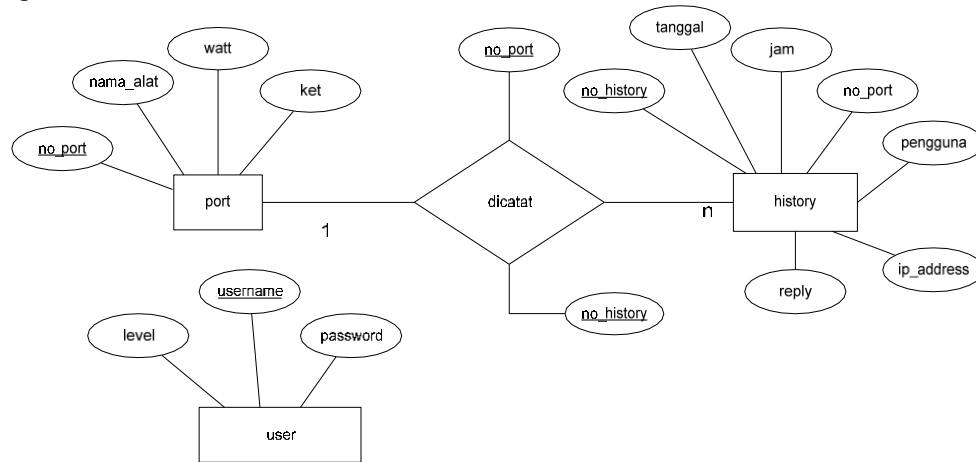 watt
nama_alat
ket
no_port
port
1
no_port
dicatat
no_history
n
tanggal
jam
no_history
no_port
pengguna
history
ip_address
reply
username
level
password
user